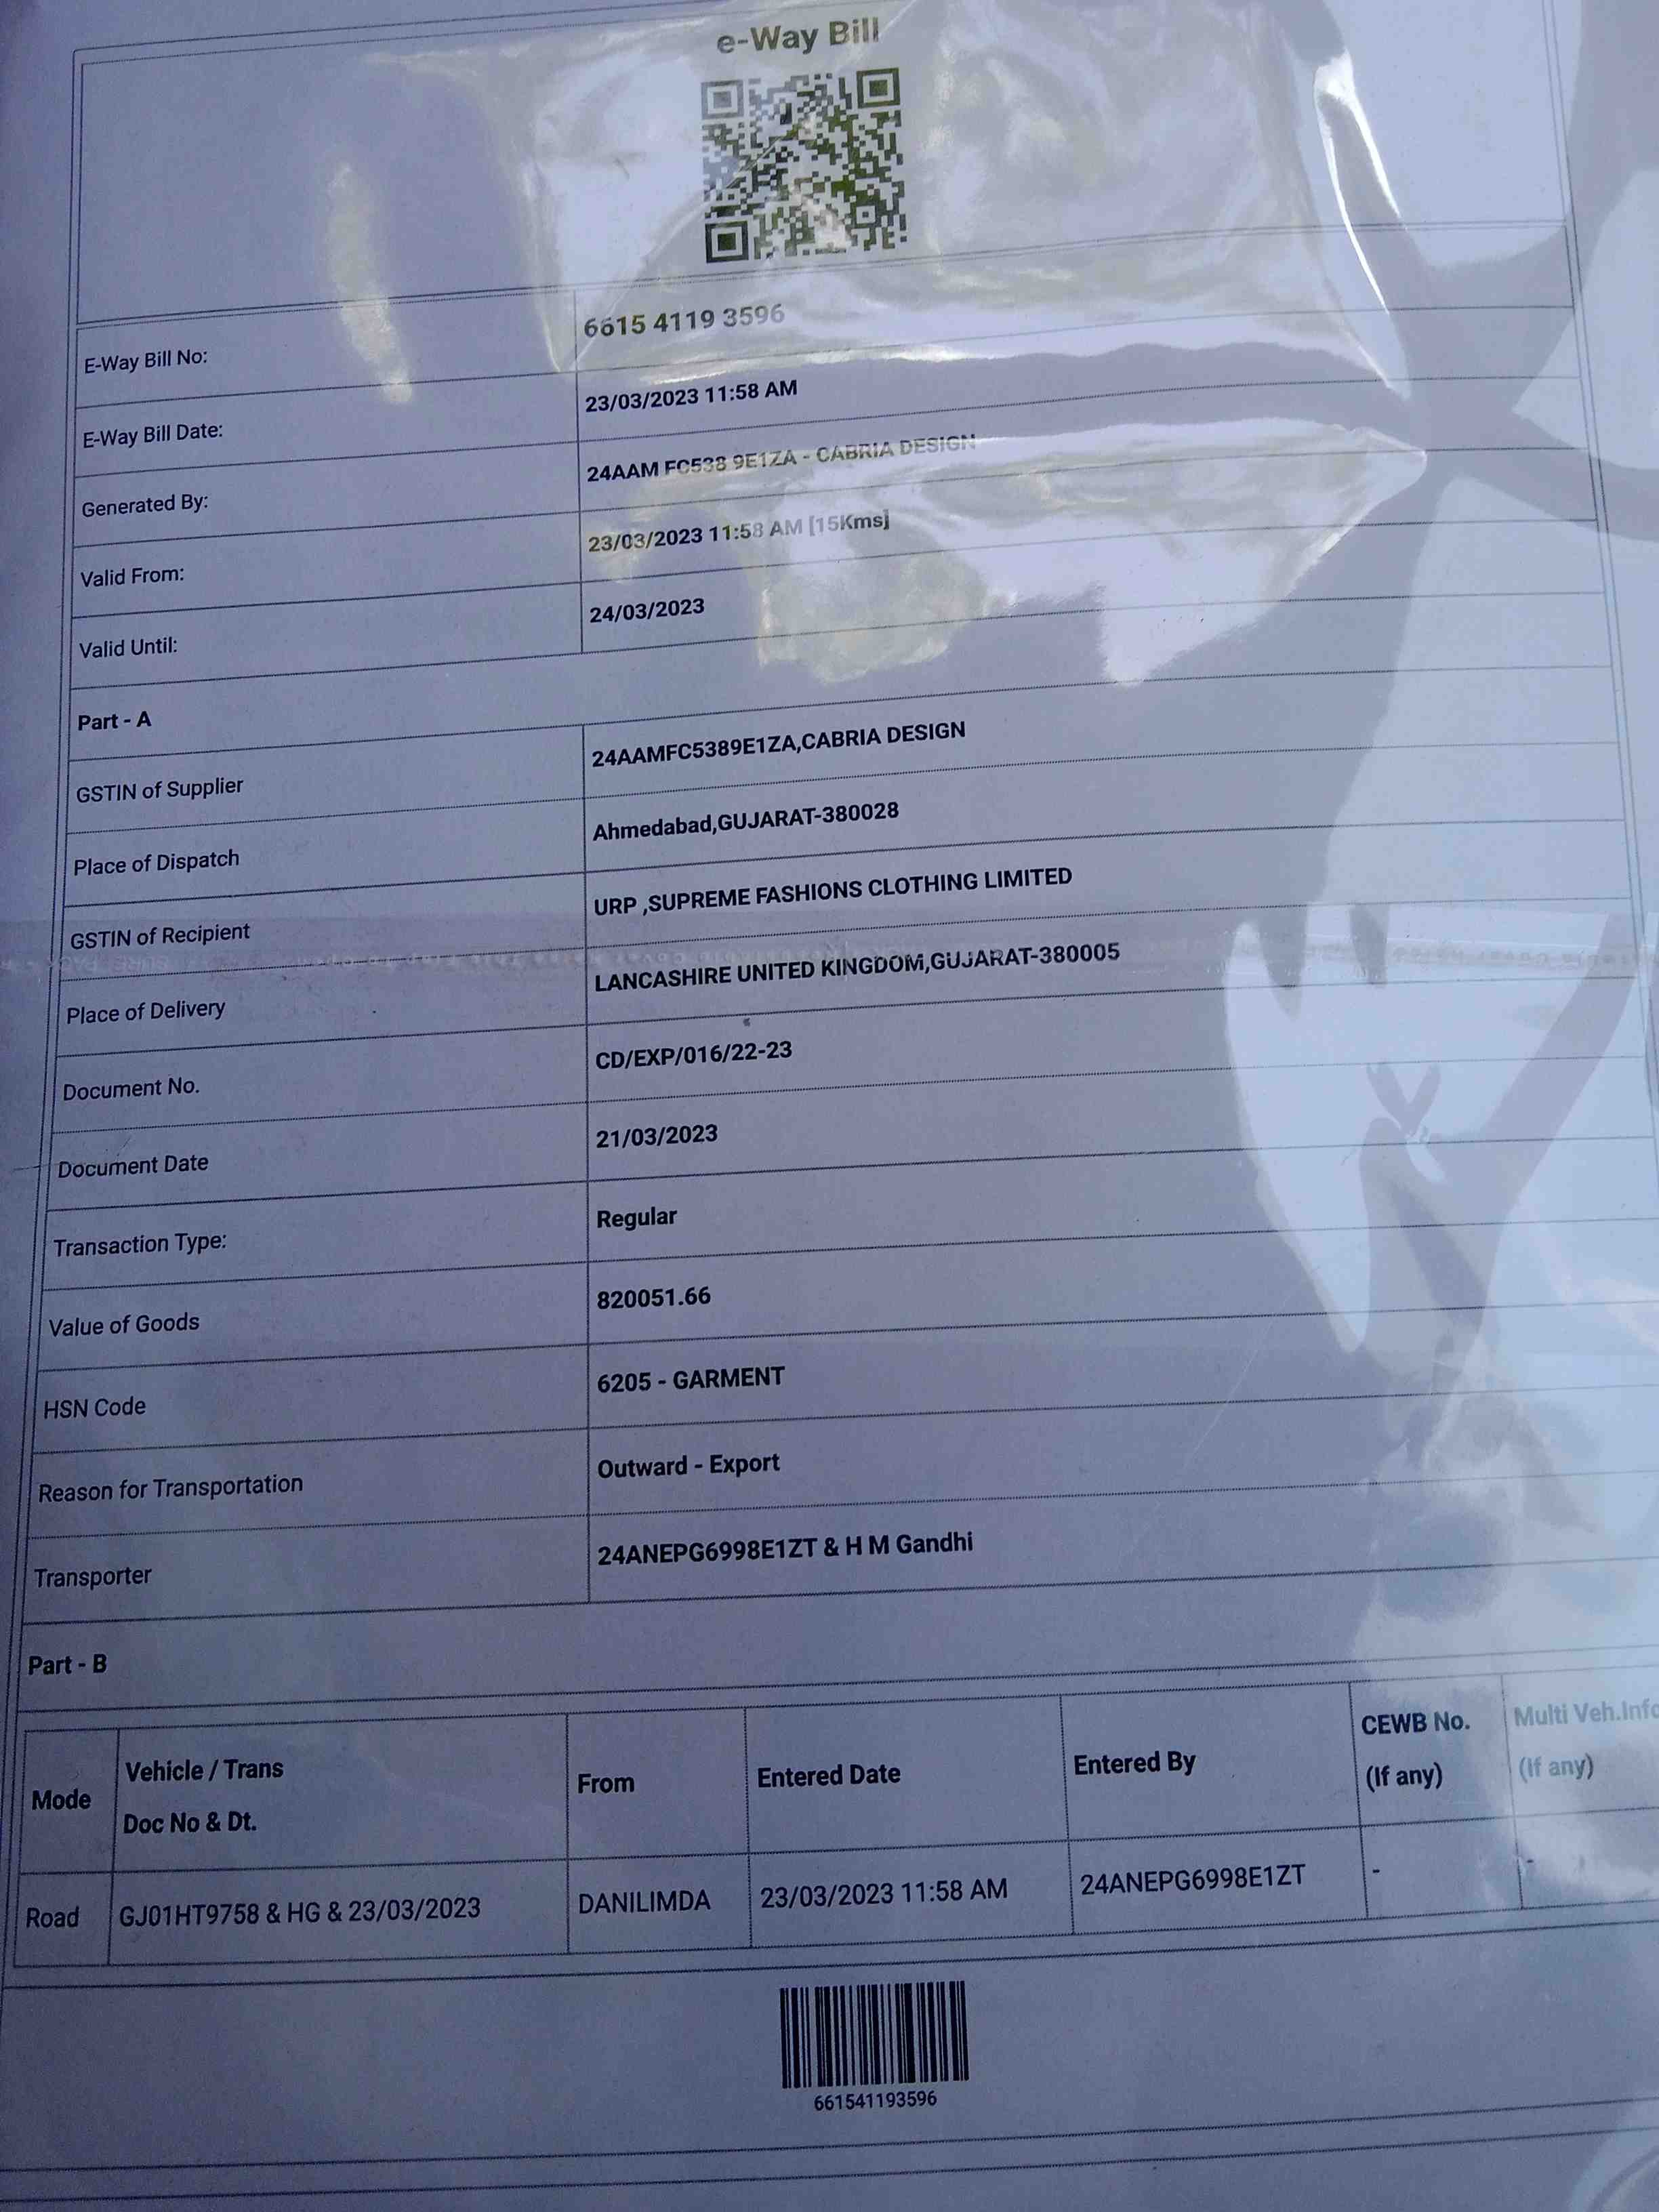 e-Way Bill
E-Way Bill No: 6615 4119 3596
E-Way Bill Date: 23/03/2023 11:58 AM
Generated By: 24AAM FC538 9E1ZA - CABRIA DESIGN
Valid From: 23/03/2023 11:58 AM [15Kms]
Valid Until: 24/03/2023
Part - A
GSTIN of Supplier 24AAMFC5389E1ZA,CABRIA DESIGN
Place of Dispatch Ahmedabad,GUJARAT-380028
GSTIN of Recipient URP ,SUPREME FASHIONS CLOTHING LIMITED
Place of Delivery LANCASHIRE UNITED KINGDOM,GUJARAT-380005
Document No. CD/EXP/016/22-23
Document Date 21/03/2023
Transaction Type: Regular
Value of Goods 820051.66
HSN Code 6205 - GARMENT
Reason for Transportation Outward - Export
Transporter 24ANEPG6998E1ZT & H M Gandhi
Part - B
Mode Vehicle / Trans Doc No & Dt. From Entered Date Entered By CEWB No. (If any) Multi Veh.Info (If any)
Road GJ01HT9758 & HG & 23/03/2023 DANILIMDA 23/03/2023 11:58 AM 24ANEPG6998E1ZT - -
661541193596